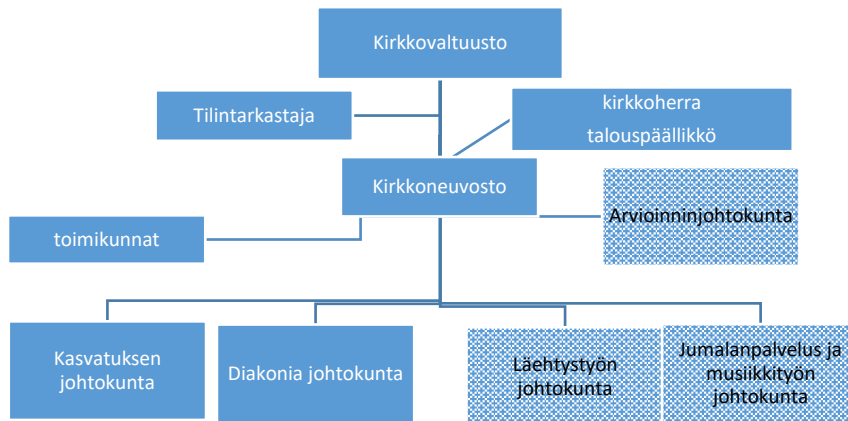 Kirkkovaltuusto
Tilintarkastaja
kirkkoherra
talouspäällikkö
Kirkkoneuvosto
Arvioinninjohtokunta
toimikunnat
Kasvatuksen
johtokunta
Diakonia johtokunta
Läehtystyön
johtokunta
Jumalanpalvelus ja
musiikkityön
johtokunta